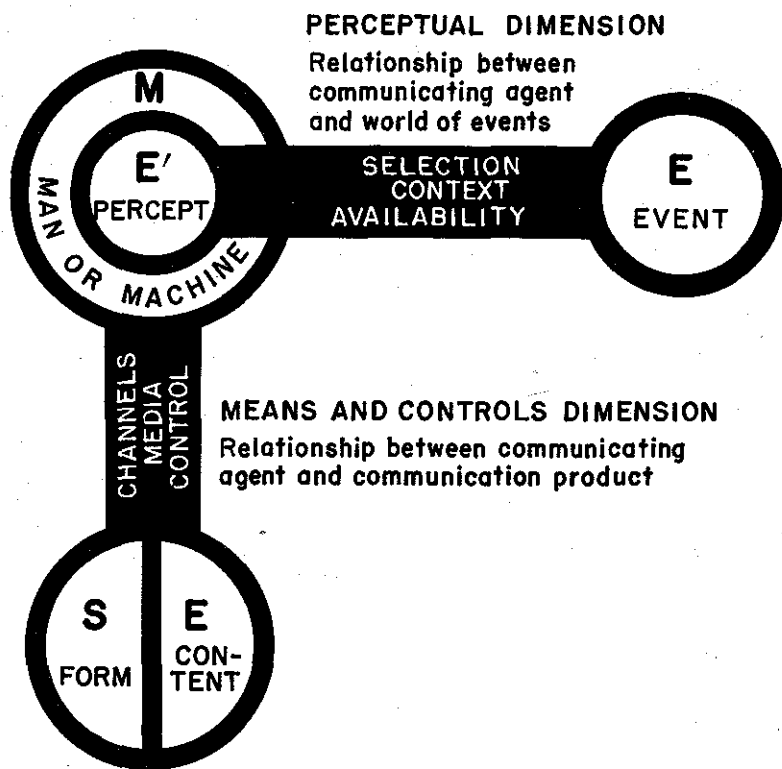 PERCEPTUAL DIMENSION
Relationship between
communicating agent
and world of events
M
E′
PERCEPT
MAN OR MACHINE
SELECTION
CONTEXT
AVAILABILITY
E
EVENT
CHANNELS
MEDIA
CONTROL
MEANS AND CONTROLS DIMENSION
Relationship between communicating
agent and communication product
S
FORM
E
CON-
TENT